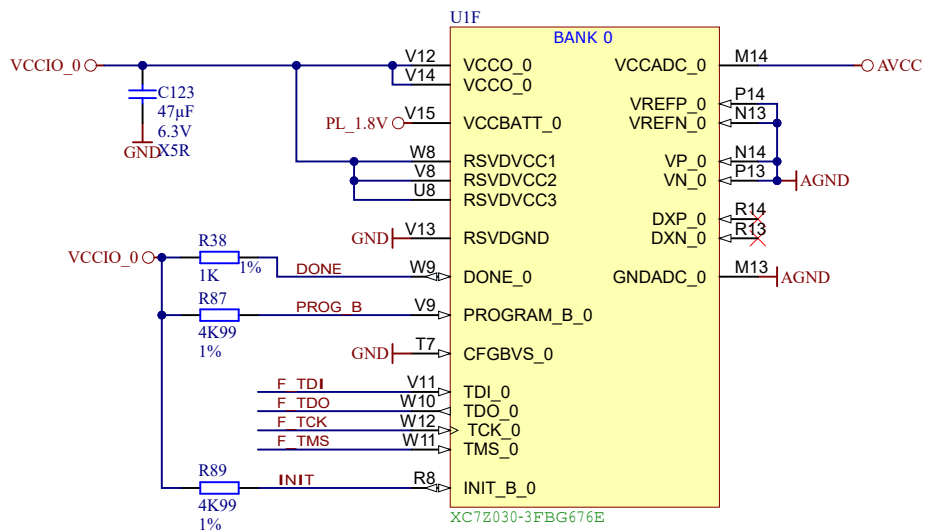 U1F
BANK 0
VCCIO_0
V12
VCCO_0
VCCADC_0
M14
AVCC
V14
VCCO_0
C123
47µF
6.3V
X5R
GND
PL_1.8V
V15
VCCBATT_0
VREFP_0
P14
VREFN_0
N13
W8
RSVDVCC1
VP_0
N14
V8
RSVDVCC2
VN_0
P13
AGND
U8
RSVDVCC3
DXP_0
R14
GND
V13
RSVDGND
DXN_0
R13
VCCIO_0
R38
1K
1%
DONE
W9
DONE_0
GNDADC_0
M13
AGND
R87
4K99
1%
PROG_B
V9
PROGRAM_B_0
GND
T7
CFGBVS_0
F_TDI
V11
TDI_0
F_TDO
W10
TDO_0
F_TCK
W12
TCK_0
F_TMS
W11
TMS_0
R89
4K99
1%
INIT
R8
INIT_B_0
XC7Z030-3FBG676E